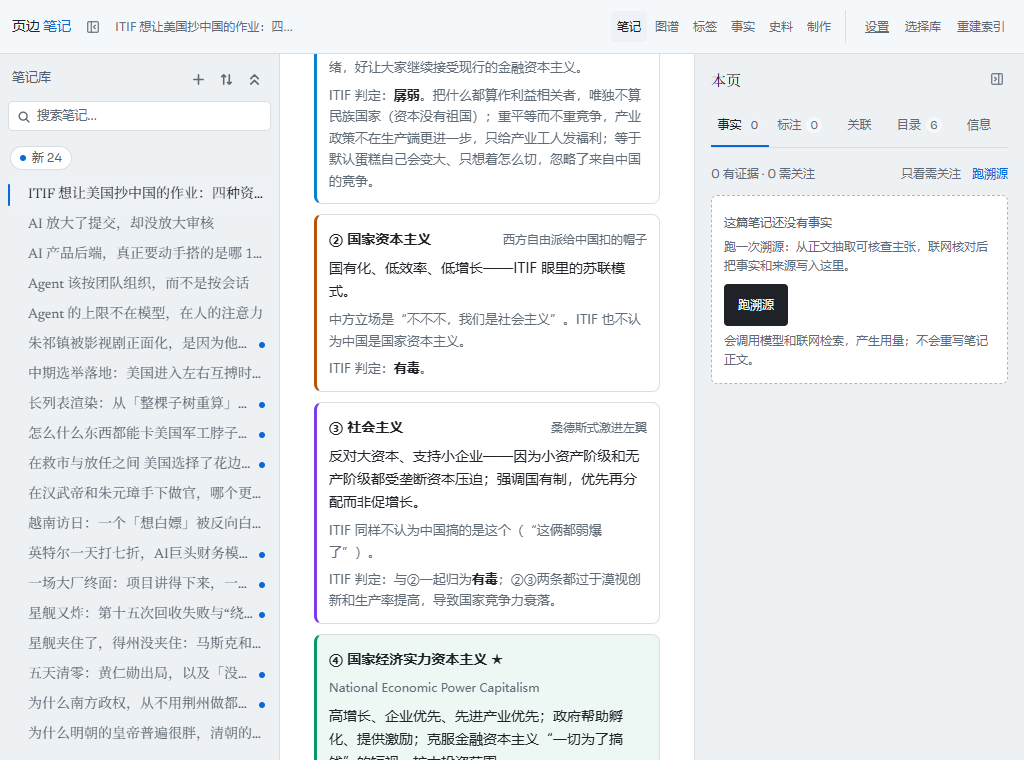 页边 笔记
ITIF 想让美国抄中国的作业：四...
笔记 图谱 标签 事实 史料 制作 设置 选择库 重建索引
笔记库
搜索笔记...
新 24
ITIF 想让美国抄中国的作业：四种资...
AI 放大了提交，却没放大审核
AI 产品后端，真正要动手搭的是哪 1...
Agent 该按团队组织，而不是按会话
Agent 的上限不在模型，在人的注意力
朱祁镇被影视剧正面化，是因为他...
中期选举落地：美国进入左右互搏时...
长列表渲染：从「整棵子树重算」...
怎么什么东西都能卡美国军工脖子...
在救市与放任之间 美国选择了花边...
在汉武帝和朱元璋手下做官，哪个更...
越南访日：一个「想白嫖」被反向白...
英特尔一天打七折，AI巨头财务模...
一场大厂终面：项目讲得下来，一...
星舰又炸：第十五次回收失败与“绕...
星舰夹住了，得州没夹住：马斯克和...
五天清零：黄仁勋出局，以及「没...
为什么南方政权，从不用荆州做都...
为什么明朝的皇帝普遍很胖，清朝的...
绪，好让大家继续接受现行的金融资本主义。
ITIF 判定：孱弱。把什么都算作利益相关者，唯独不算
民族国家（资本没有祖国）；重平等而不重竞争，产业
政策不在生产端更进一步，只给产业工人发福利；等于
默认蛋糕自己会变大、只想着怎么切，忽略了来自中国
的竞争。
② 国家资本主义 西方自由派给中国扣的帽子
国有化、低效率、低增长——ITIF 眼里的苏联模
式。
中方立场是“不不不，我们是社会主义”。ITIF 也不认
为中国是国家资本主义。
ITIF 判定：有毒。
③ 社会主义 桑德斯式激进左翼
反对大资本、支持小企业——因为小资产阶级和无
产阶级都受垄断资本压迫；强调国有制，优先再分
配而非促增长。
ITIF 同样不认为中国搞的是这个（“这俩都弱爆
了”）。
ITIF 判定：与②一起归为有毒；②③两条都过于漠视创
新和生产率提高，导致国家竞争力衰落。
④ 国家经济实力资本主义 ★
National Economic Power Capitalism
高增长、企业优先、先进产业优先；政府帮助孵
化、提供激励；克服金融资本主义“一切为了搞
钱”的短视，扩大投资范围
本页
事实 0 标注 0 关联 目录 6 信息
0 有证据 · 0 需关注 只看需关注 跑溯源
这篇笔记还没有事实
跑一次溯源：从正文抽取可核查主张，联网核对后
把事实和来源写入这里。
跑溯源
会调用模型和联网检索，产生用量；不会重写笔记
正文。